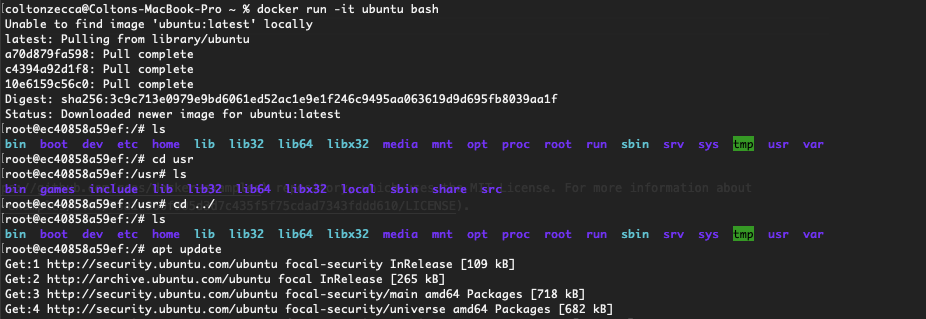 coltonzecca@Coltons-MacBook-Pro ~ % docker run -it ubuntu bash
Unable to find image 'ubuntu:latest' locally
latest: Pulling from library/ubuntu
a70d879fa598: Pull complete
c4394a92d1f8: Pull complete
10e6159c56c0: Pull complete
Digest: sha256:3c9c713e0979e9bd6061ed52ac1e9e1f246c9495aa063619d9d695fb8039aa1f
Status: Downloaded newer image for ubuntu:latest
[root@ec40858a59ef:/# ls
bin boot dev etc home lib lib32 lib64 libx32 media mnt opt proc root run sbin srv sys tmp usr var
[root@ec40858a59ef:/# cd usr
[root@ec40858a59ef:/usr# ls
bin games include lib lib32 lib64 libx32 local sbin share src
License. For more information about
[root@ec40858a59ef:/usr# cd ../
7c435f5f75cdad7343fddd610/LICENSE).
[root@ec40858a59ef:/# ls
bin boot dev etc home lib lib32 lib64 libx32 media mnt opt proc root run sbin srv sys tmp usr var
[root@ec40858a59ef:/# apt update
Get:1 http://security.ubuntu.com/ubuntu focal-security InRelease [109 kB]
Get:2 http://archive.ubuntu.com/ubuntu focal InRelease [265 kB]
Get:3 http://security.ubuntu.com/ubuntu focal-security/main amd64 Packages [718 kB]
Get:4 http://security.ubuntu.com/ubuntu focal-security/universe amd64 Packages [682 kB]